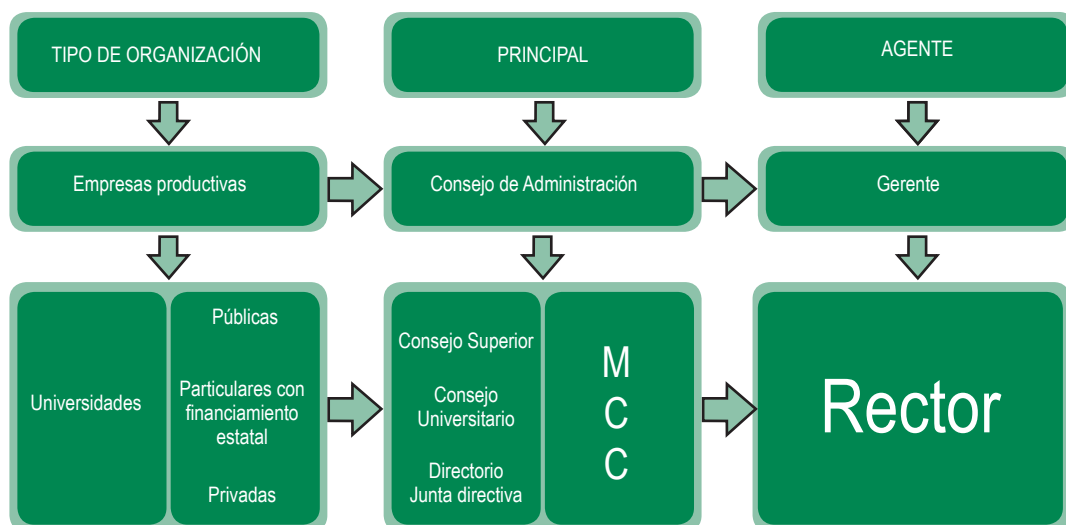 TIPO DE ORGANIZACIÓN
PRINCIPAL
AGENTE
Empresas productivas
Consejo de Administración
Gerente
Universidades
Públicas
Particulares con
financiamiento
estatal
Privadas
Consejo Superior
Consejo
Universitario
Directorio
Junta directiva
M
C
C
Rector